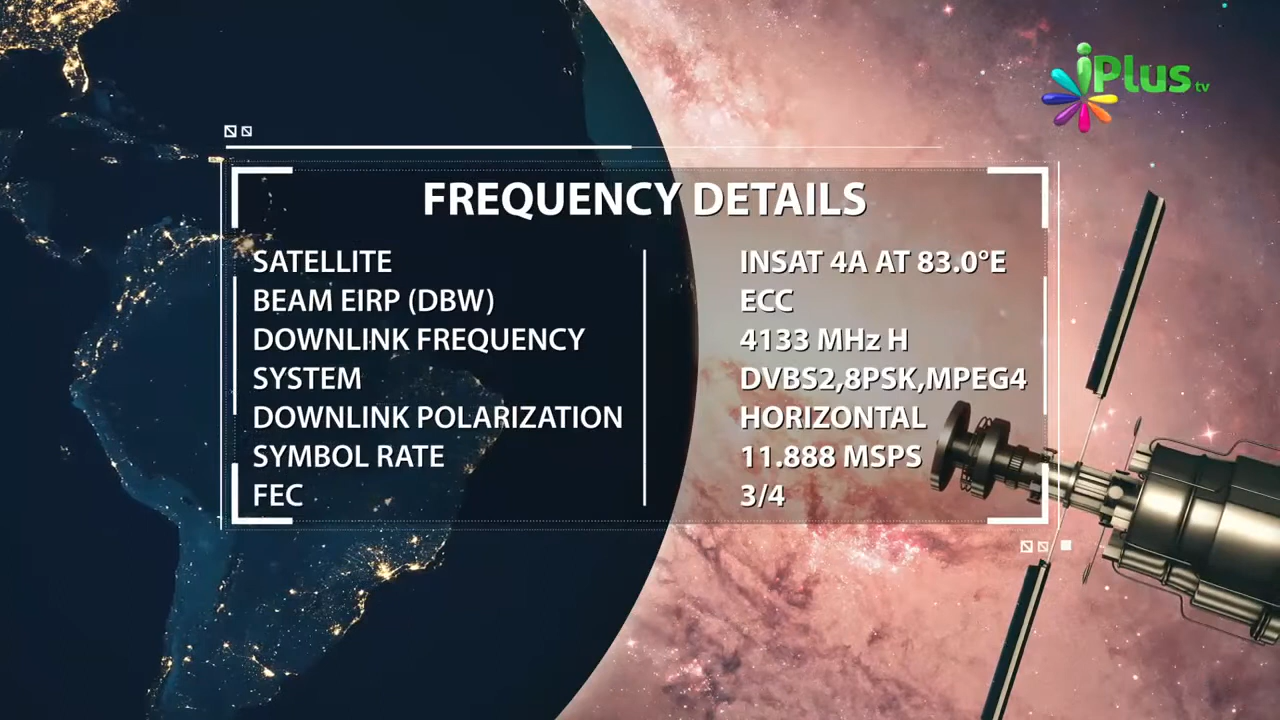 iPlus tv
FREQUENCY DETAILS
SATELLITE INSAT 4A AT 83.0°E
BEAM EIRP (DBW) ECC
DOWNLINK FREQUENCY 4133 MHz H
SYSTEM DVBS2,8PSK,MPEG4
DOWNLINK POLARIZATION HORIZONTAL
SYMBOL RATE 11.888 MSPS
FEC 3/4